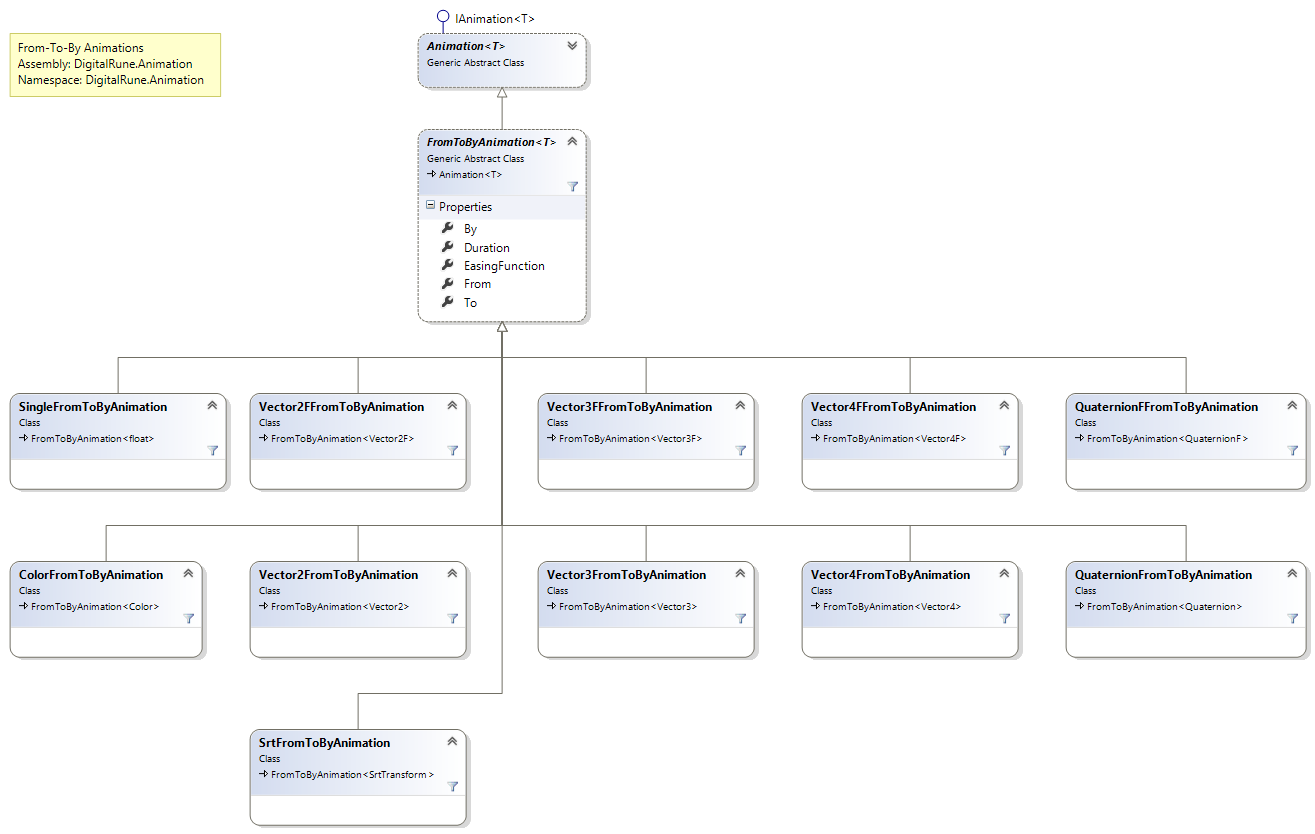 IAnimation<T>
From-To-By Animations
Assembly: DigitalRune.Animation
Namespace: DigitalRune.Animation
Animation<T>
Generic Abstract Class
FromToByAnimation<T>
Generic Abstract Class
Animation<T>
Properties
By
Duration
EasingFunction
From
To
SingleFromToByAnimation
Class
FromToByAnimation<float>
Vector2FFromToByAnimation
Class
FromToByAnimation<Vector2F>
Vector3FFromToByAnimation
Class
FromToByAnimation<Vector3F>
Vector4FFromToByAnimation
Class
FromToByAnimation<Vector4F>
QuaternionFFromToByAnimation
Class
FromToByAnimation<QuaternionF>
ColorFromToByAnimation
Class
FromToByAnimation<Color>
Vector2FromToByAnimation
Class
FromToByAnimation<Vector2>
Vector3FromToByAnimation
Class
FromToByAnimation<Vector3>
Vector4FromToByAnimation
Class
FromToByAnimation<Vector4>
QuaternionFromToByAnimation
Class
FromToByAnimation<Quaternion>
SrtFromToByAnimation
Class
FromToByAnimation<SrtTransform >